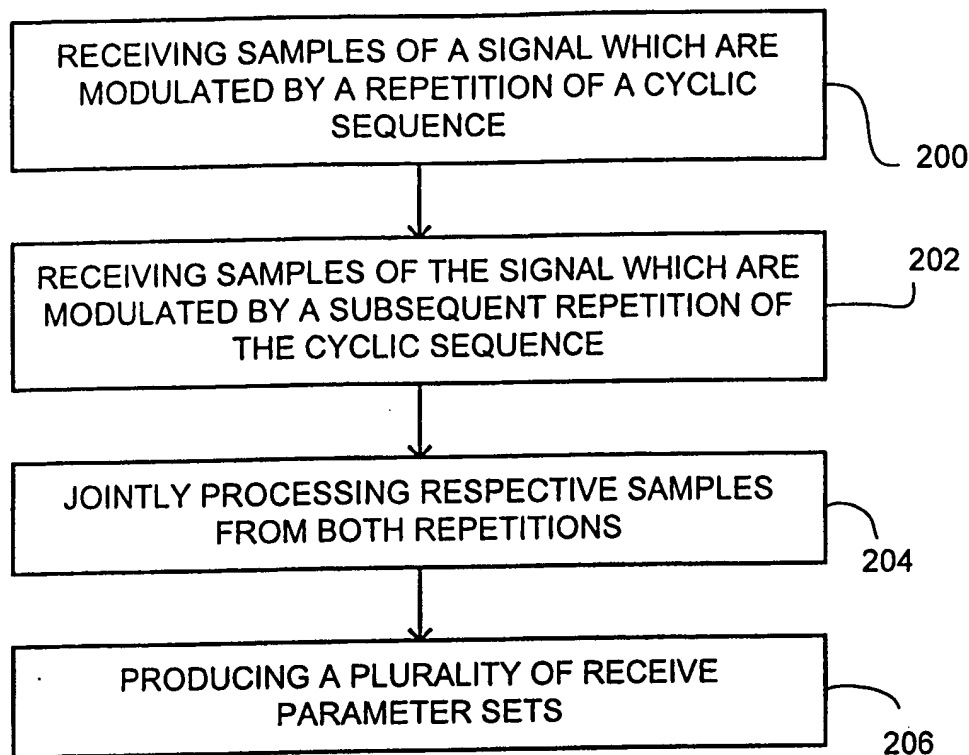 RECEIVING SAMPLES OF A SIGNAL WHICH ARE
MODULATED BY A REPETITION OF A CYCLIC
SEQUENCE
200
RECEIVING SAMPLES OF THE SIGNAL WHICH ARE
MODULATED BY A SUBSEQUENT REPETITION OF
THE CYCLIC SEQUENCE
202
JOINTLY PROCESSING RESPECTIVE SAMPLES
FROM BOTH REPETITIONS
204
PRODUCING A PLURALITY OF RECEIVE
PARAMETER SETS
206